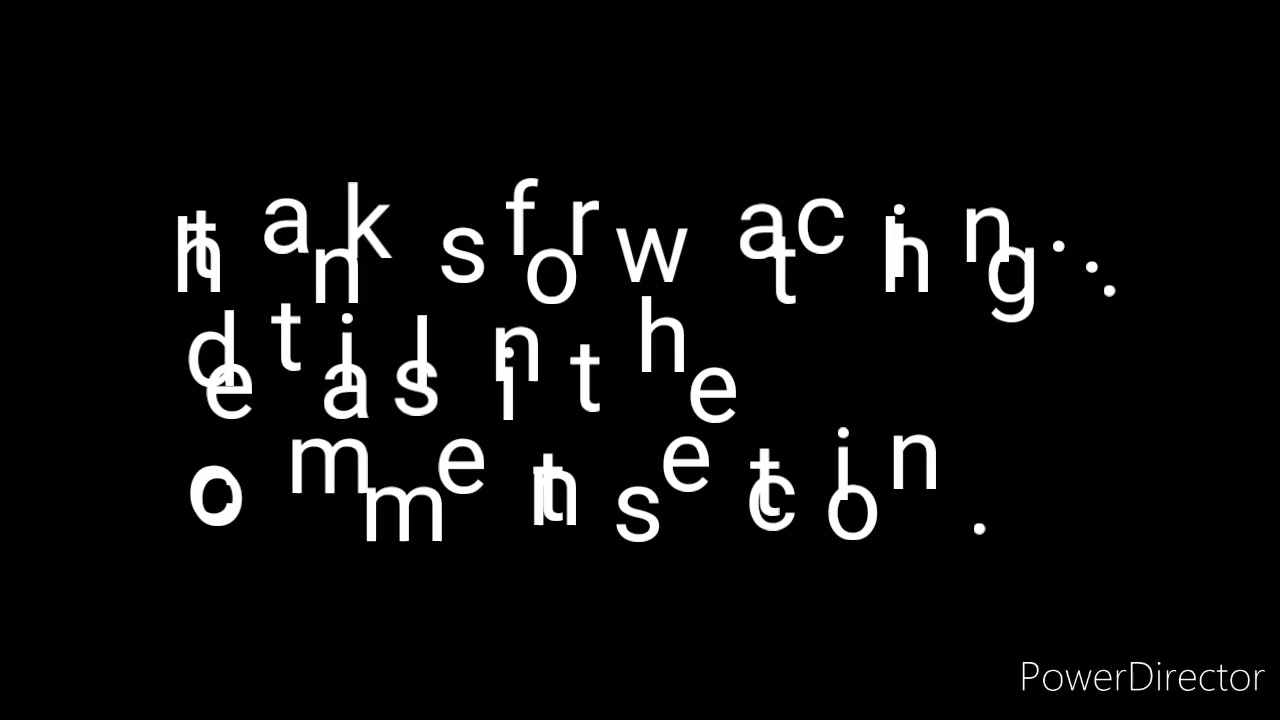 thanks for watching...
details in the
comment section.
PowerDirector